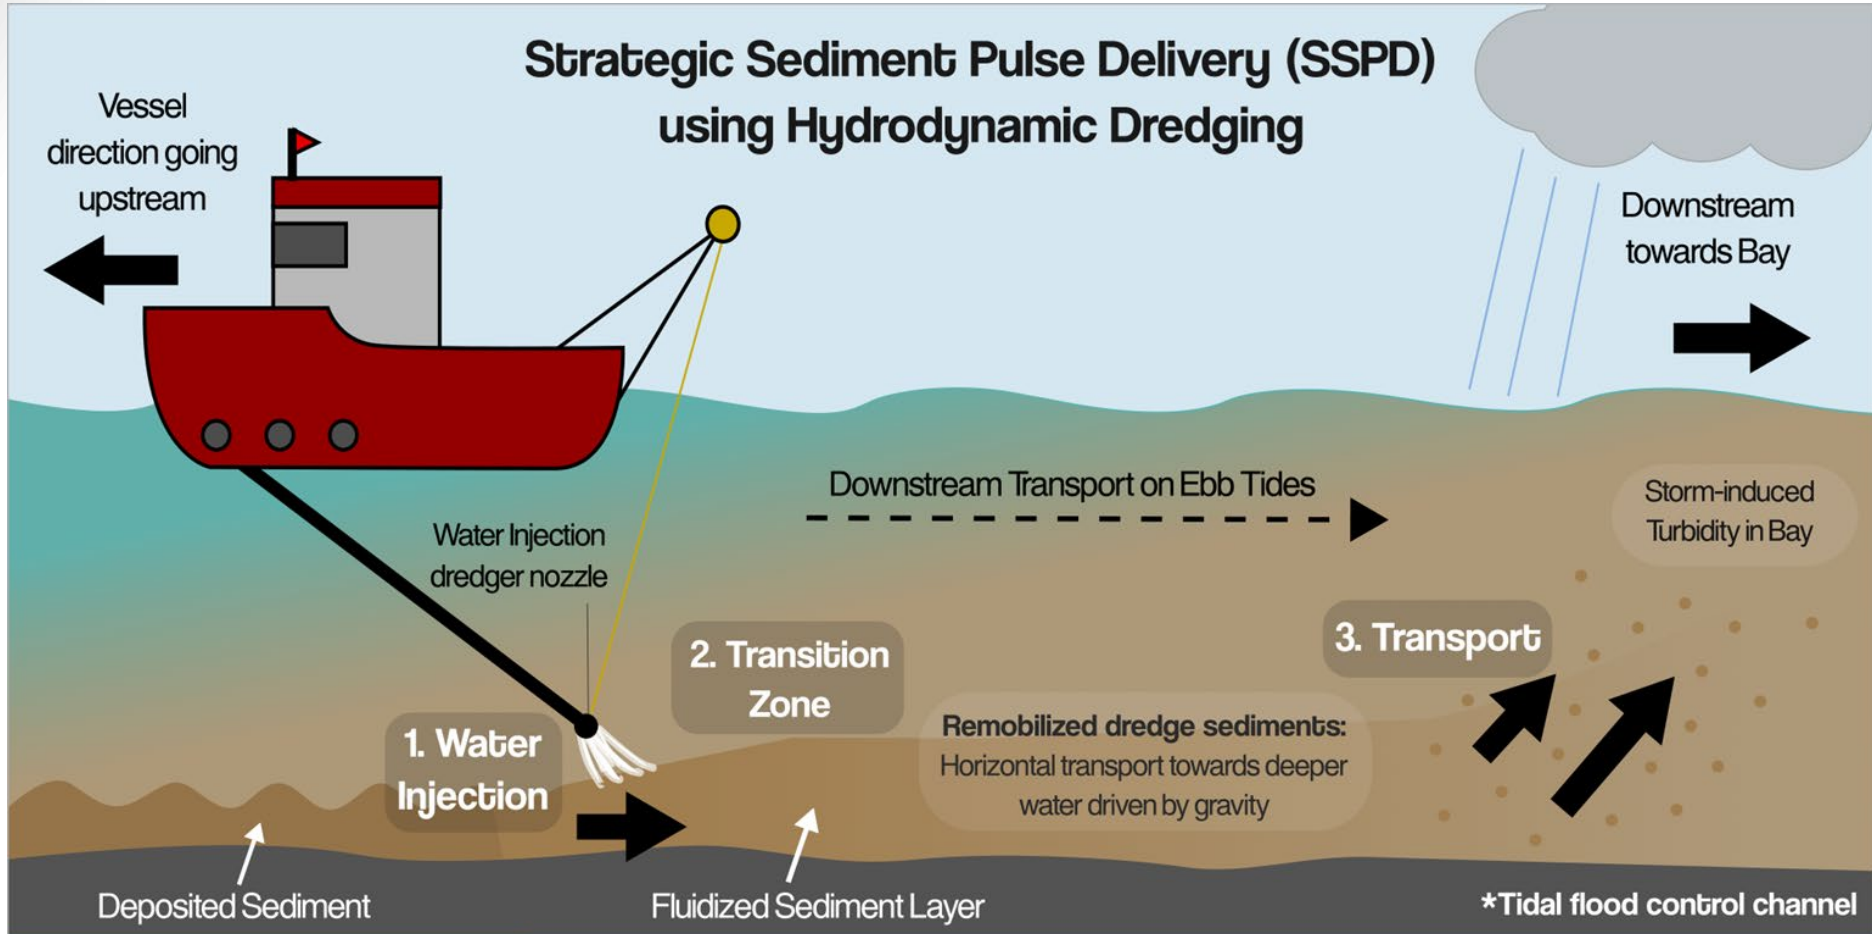 Strategic Sediment Pulse Delivery (SSPD)
using Hydrodynamic Dredging
Vessel
direction going
upstream
Downstream
towards Bay
Downstream Transport on Ebb Tides
Storm-induced
Turbidity in Bay
Water Injection
dredger nozzle
1. Water
Injection
2. Transition
Zone
3. Transport
Remobilized dredge sediments:
Horizontal transport towards deeper
water driven by gravity
Deposited Sediment
Fluidized Sediment Layer
*Tidal flood control channel